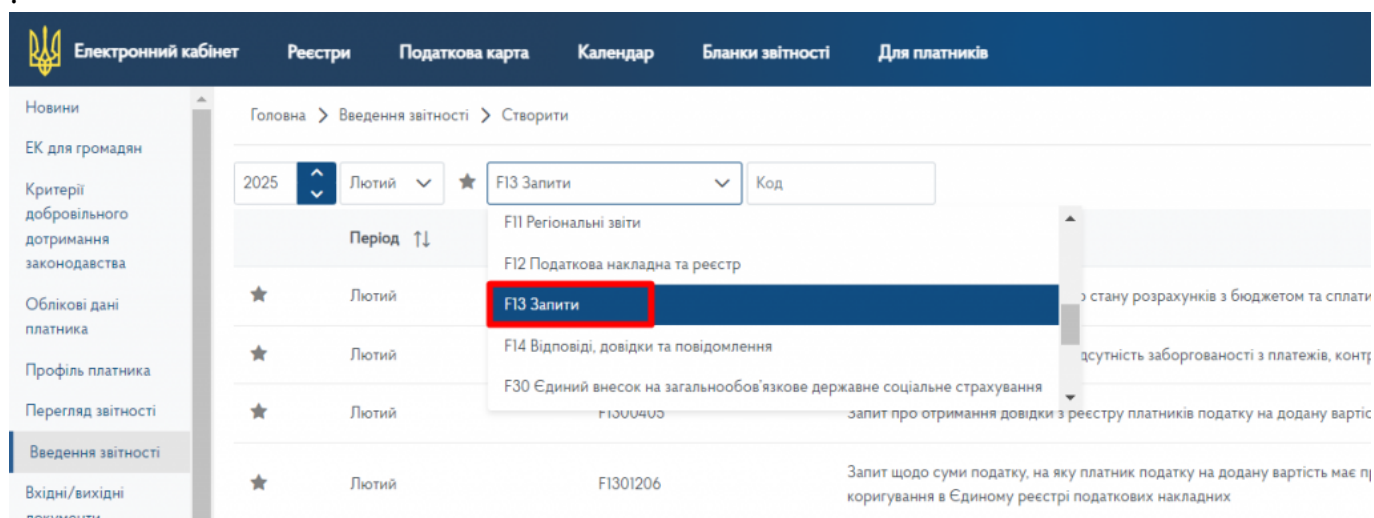 Електронний кабінет Реєстри Податкова карта Календар Бланки звітності Для платників
Новини
ЕК для громадян
Критерії
добровільного
дотримання
законодавства
Облікові дані
платника
Профіль платника
Перегляд звітності
Введення звітності
Вхідні/вихідні
документи
Головна > Введення звітності > Створити
2025 Лютий F13 Запити Код
Період
F11 Регіональні звіти
F12 Податкова накладна та реєстр
F13 Запити
F14 Відповіді, довідки та повідомлення
F30 Єдиний внесок на загальнообов'язкове державне соціальне страхування
Лютий стану розрахунків з бюджетом та сплати
Лютий заборгованості з платежів,
Лютий F1300405 Запит про отримання довідки з реєстру платників податку на додану
Лютий F1301206 Запит щодо суми податку, на яку платник податку на додану вартість має
коригування в Єдиному реєстрі податкових накладних